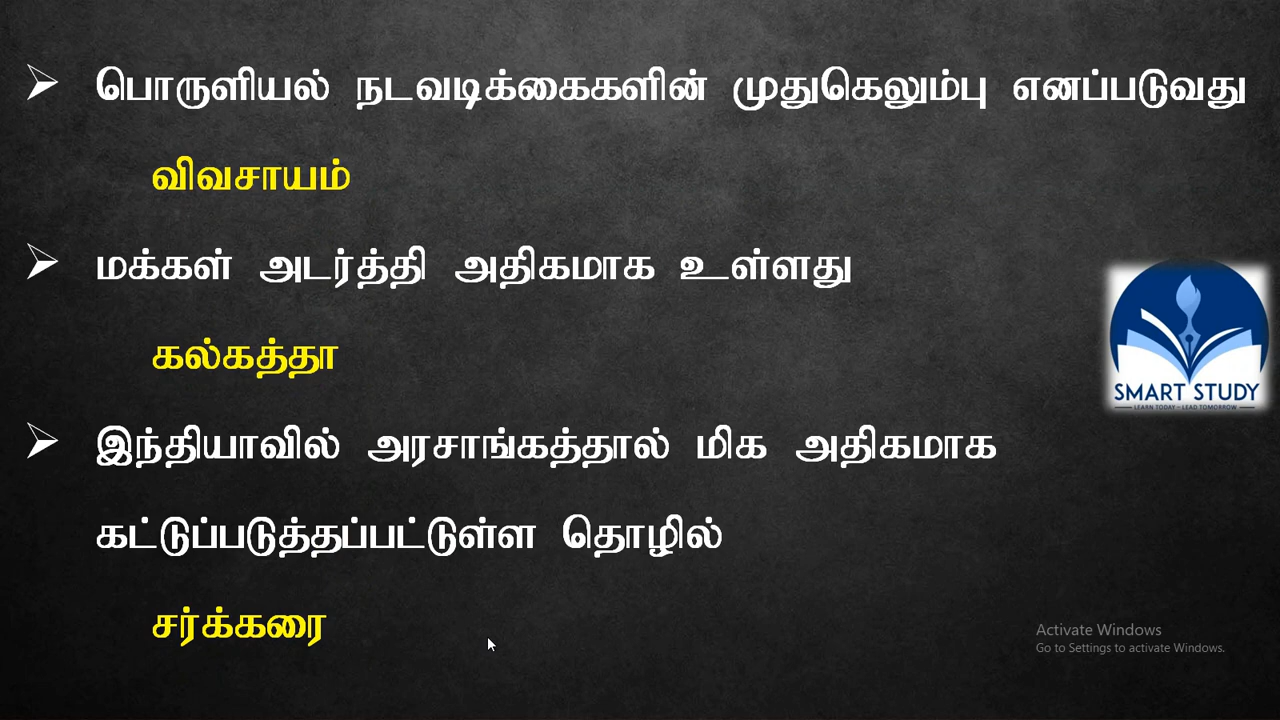 ➢ பொருளியல் நடவடிக்கைகளின் முதுகெலும்பு எனப்படுவது
விவசாயம்
➢ மக்கள் அடர்த்தி அதிகமாக உள்ளது
கல்கத்தா
➢ இந்தியாவில் அரசாங்கத்தால் மிக அதிகமாக
கட்டுப்படுத்தப்பட்டுள்ள தொழில்
சர்க்கரை
SMART STUDY
LEARN TODAY - LEAD TOMORROW
Activate Windows
Go to Settings to activate Windows.